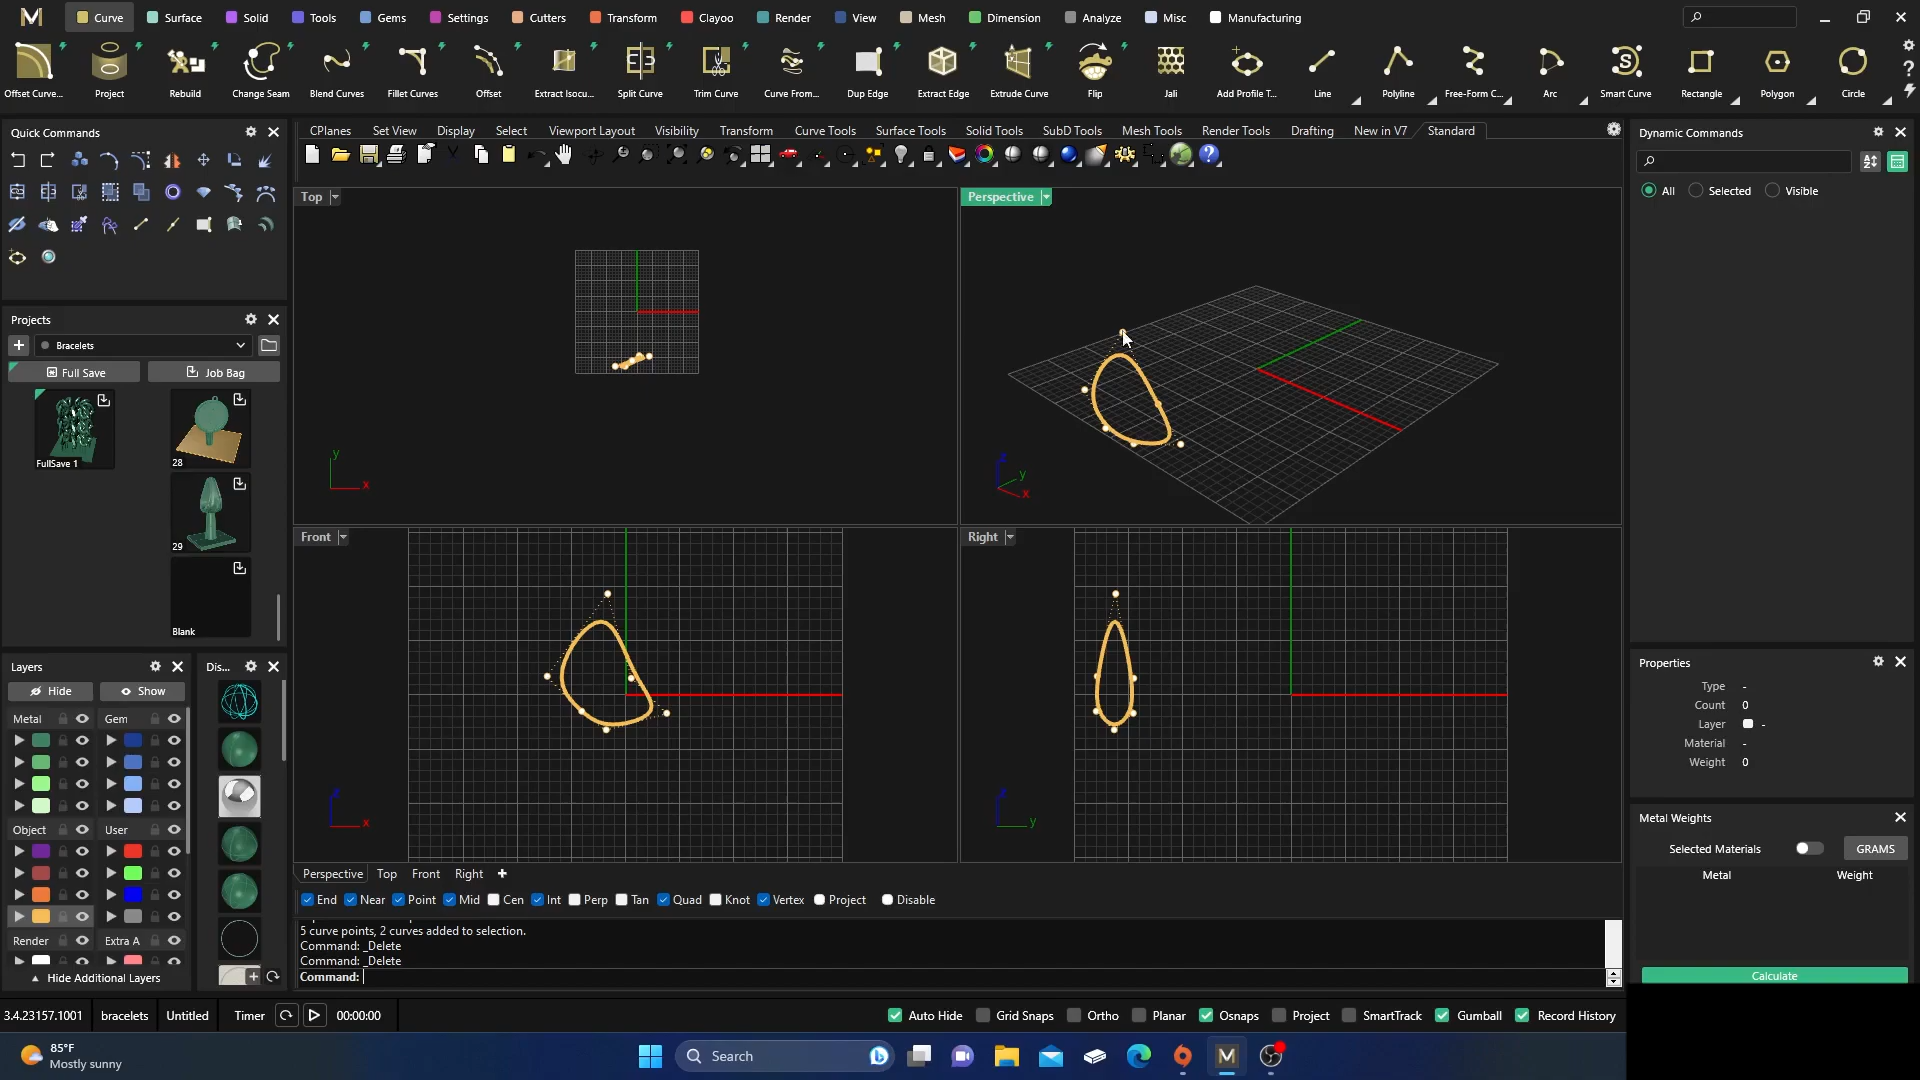 Curve Surface Solid Tools Gems Settings Cutters Transform Clayoo Render View Mesh Dimension Analyze Misc Manufacturing
Offset Curve... Project Rebuild Change Seam Blend Curves Fillet Curves Offset Extract Isocu... Split Curve Trim Curve Curve From... Dup Edge Extract Edge Extrude Curve Flip Jali Add Profile T... Line Polyline Free-Form C... Arc Smart Curve Rectangle Polygon Circle
Quick Commands
CPlanes Set View Display Select Viewport Layout Visibility Transform Curve Tools Surface Tools Solid Tools SubD Tools Mesh Tools Render Tools Drafting New in V7 Standard
Dynamic Commands
All Selected Visible
Top
Perspective
Projects
Bracelets
Full Save Job Bag
FullSave 1
28
29
Blank
y
x
z
y
x
Front
Right
z
x
z
y
Layers
Dis...
Hide Show
Metal Gem
Object User
Render Extra A
Hide Additional Layers
Properties
Type -
Count 0
Layer -
Material -
Weight 0
Metal Weights
Selected Materials GRAMS
Metal Weight
Calculate
Perspective Top Front Right
End Near Point Mid Cen Int Perp Tan Quad Knot Vertex Project Disable
5 curve points, 2 curves added to selection.
Command: _Delete
Command: _Delete
Command:
3.4.23157.1001 bracelets Untitled Timer 00:00:00 Auto Hide Grid Snaps Ortho Planar Osnaps Project SmartTrack Gumball Record History
85°F
Mostly sunny
Search